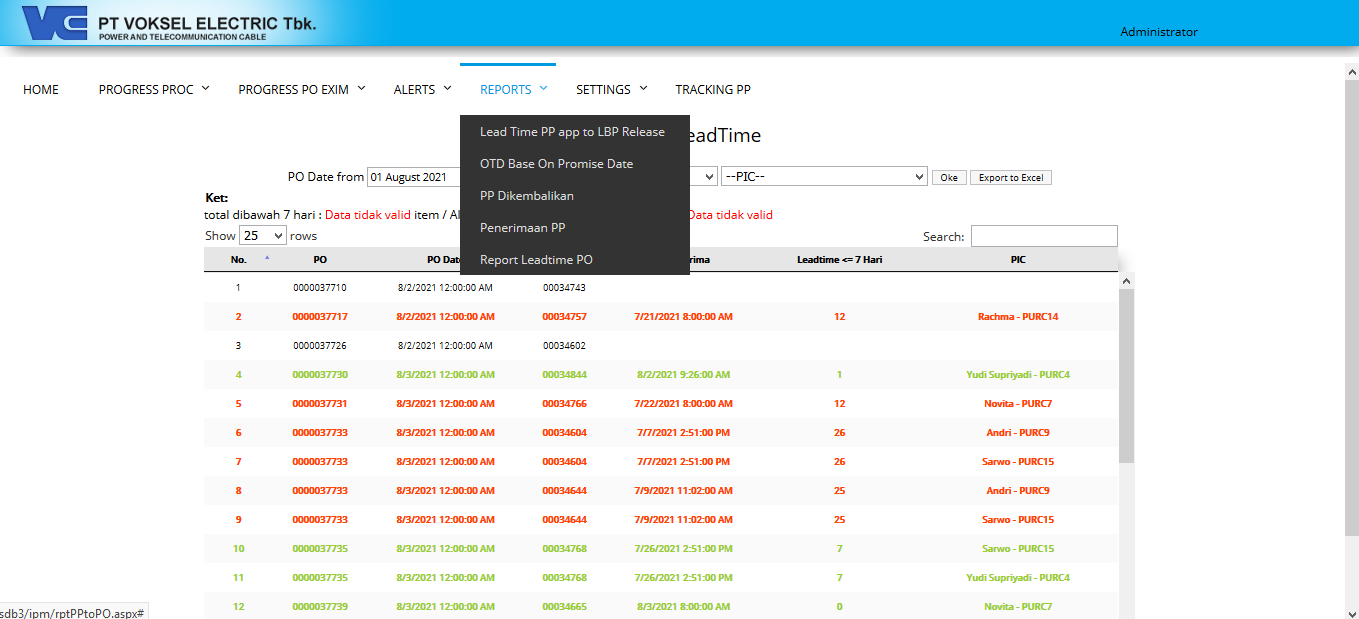 VE PT VOKSEL ELECTRIC Tbk.
POWER AND TELECOMMUNICATION CABLE
Administrator
HOME PROGRESS PROC PROGRESS PO EXIM ALERTS REPORTS SETTINGS TRACKING PP
Lead Time PP app to LBP Release
OTD Base On Promise Date
PP Dikembalikan
Penerimaan PP
Report Leadtime PO
eadTime
PO Date from 01 August 2021 --PIC-- Oke Export to Excel
Ket:
total dibawah 7 hari : Data tidak valid item / Al Data tidak valid
Show 25 rows Search:
No. PO PO Date rima Leadtime <= 7 Hari PIC
1 0000037710 8/2/2021 12:00:00 AM 00034743
2 0000037717 8/2/2021 12:00:00 AM 00034757 7/21/2021 8:00:00 AM 12 Rachma - PURC14
3 0000037726 8/2/2021 12:00:00 AM 00034602
4 0000037730 8/3/2021 12:00:00 AM 00034844 8/2/2021 9:26:00 AM 1 Yudi Supriyadi - PURC4
5 0000037731 8/3/2021 12:00:00 AM 00034766 7/22/2021 8:00:00 AM 12 Novita - PURC7
6 0000037733 8/3/2021 12:00:00 AM 00034604 7/7/2021 2:51:00 PM 26 Andri - PURC9
7 0000037733 8/3/2021 12:00:00 AM 00034604 7/7/2021 2:51:00 PM 26 Sarwo - PURC15
8 0000037733 8/3/2021 12:00:00 AM 00034644 7/9/2021 11:02:00 AM 25 Andri - PURC9
9 0000037733 8/3/2021 12:00:00 AM 00034644 7/9/2021 11:02:00 AM 25 Sarwo - PURC15
10 0000037735 8/3/2021 12:00:00 AM 00034768 7/26/2021 2:51:00 PM 7 Sarwo - PURC15
11 0000037735 8/3/2021 12:00:00 AM 00034768 7/26/2021 2:51:00 PM 7 Yudi Supriyadi - PURC4
12 0000037739 8/3/2021 12:00:00 AM 00034665 8/3/2021 8:00:00 AM 0 Novita - PURC7
sdb3/ipm/rptPPtoPO.aspx#